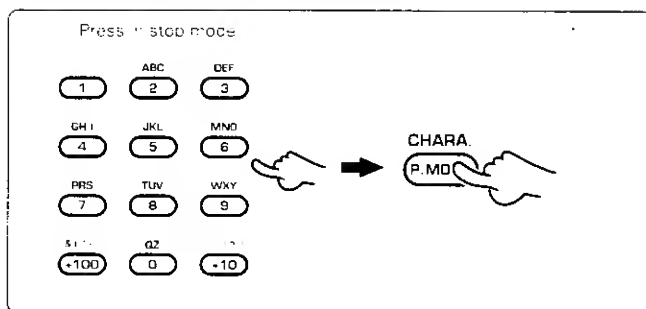 Press in stop mode
ABC DEF
1 2 3
GHI JKL MNO
4 5 6
CHARA.
P.MO
PRS TUV WXY
7 8 9
QZ
+100 0 +10